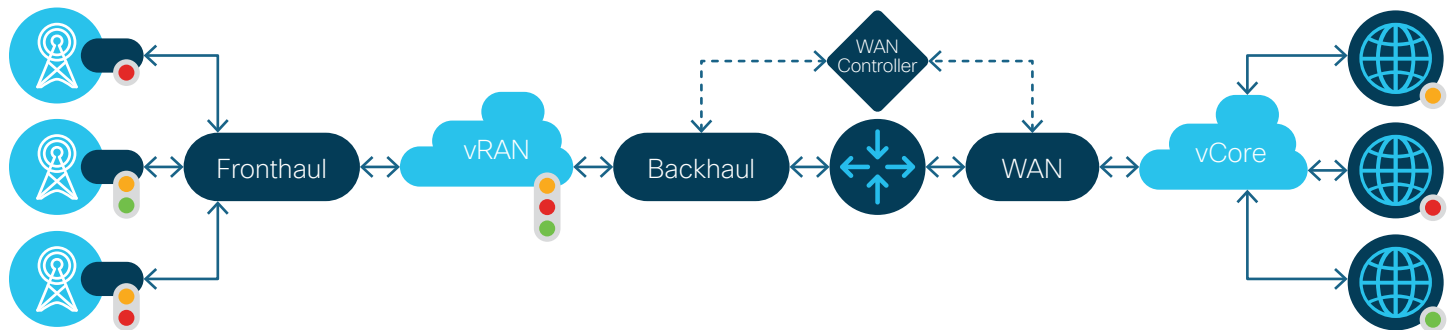 WAN
Controller
Fronthaul
vRAN
Backhaul
WAN
vCore